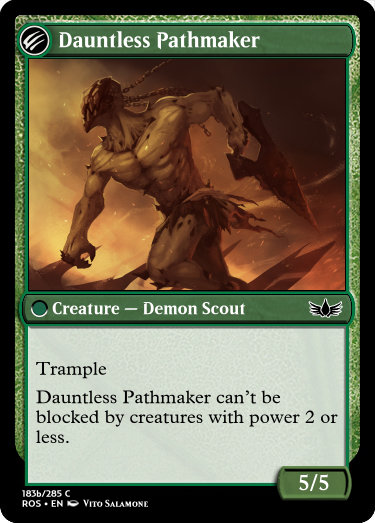 Dauntless Pathmaker
Creature — Demon Scout
Trample
Dauntless Pathmaker can't be
blocked by creatures with power 2 or
less.
5/5
183b/285 C
ROS • EN Vito Salamone